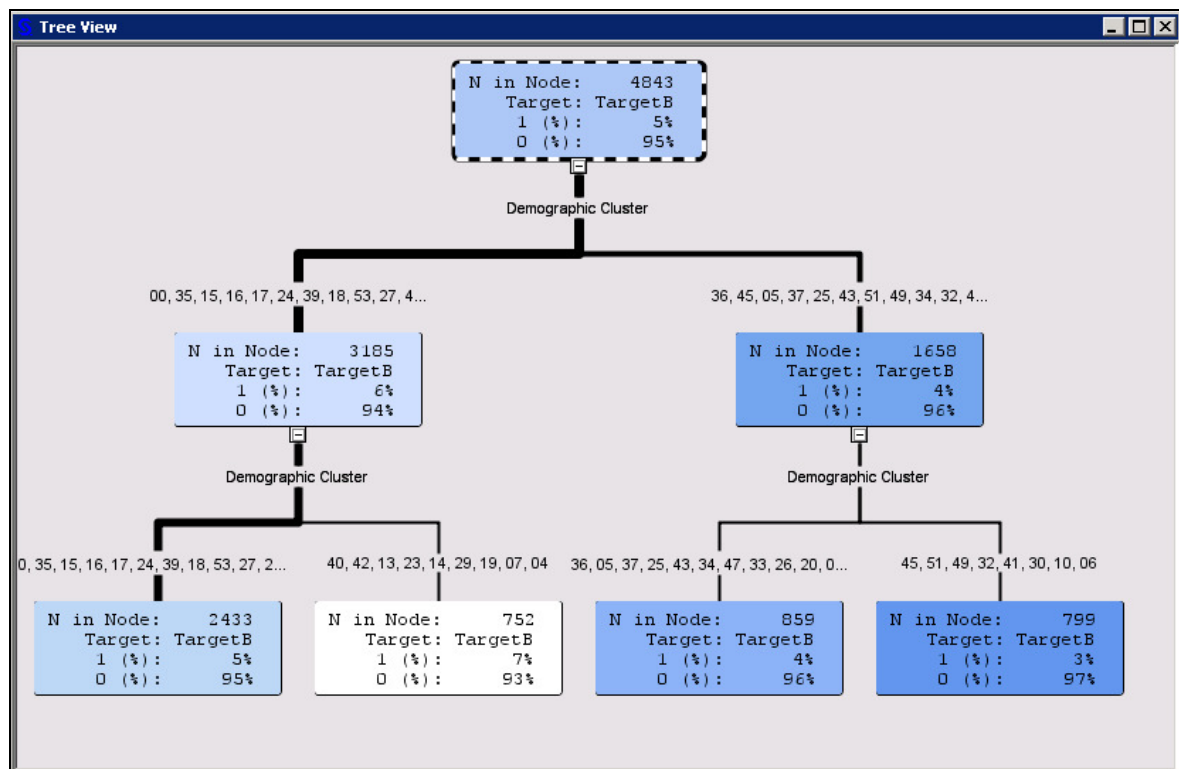 Tree View
N in Node: 4843
Target: TargetB
1 (%): 5%
0 (%): 95%
Demographic Cluster
00, 35, 15, 16, 17, 24, 39, 18, 53, 27, 4...
36, 45, 05, 37, 25, 43, 51, 49, 34, 32, 4...
N in Node: 3185
Target: TargetB
1 (%): 6%
0 (%): 94%
N in Node: 1658
Target: TargetB
1 (%): 4%
0 (%): 96%
Demographic Cluster
Demographic Cluster
0, 35, 15, 16, 17, 24, 39, 18, 53, 27, 2...
40, 42, 13, 23, 14, 29, 19, 07, 04
36, 05, 37, 25, 43, 34, 47, 33, 26, 20, 0...
45, 51, 49, 32, 41, 30, 10, 06
N in Node: 2433
Target: TargetB
1 (%): 5%
0 (%): 95%
N in Node: 752
Target: TargetB
1 (%): 7%
0 (%): 93%
N in Node: 859
Target: TargetB
1 (%): 4%
0 (%): 96%
N in Node: 799
Target: TargetB
1 (%): 3%
0 (%): 97%